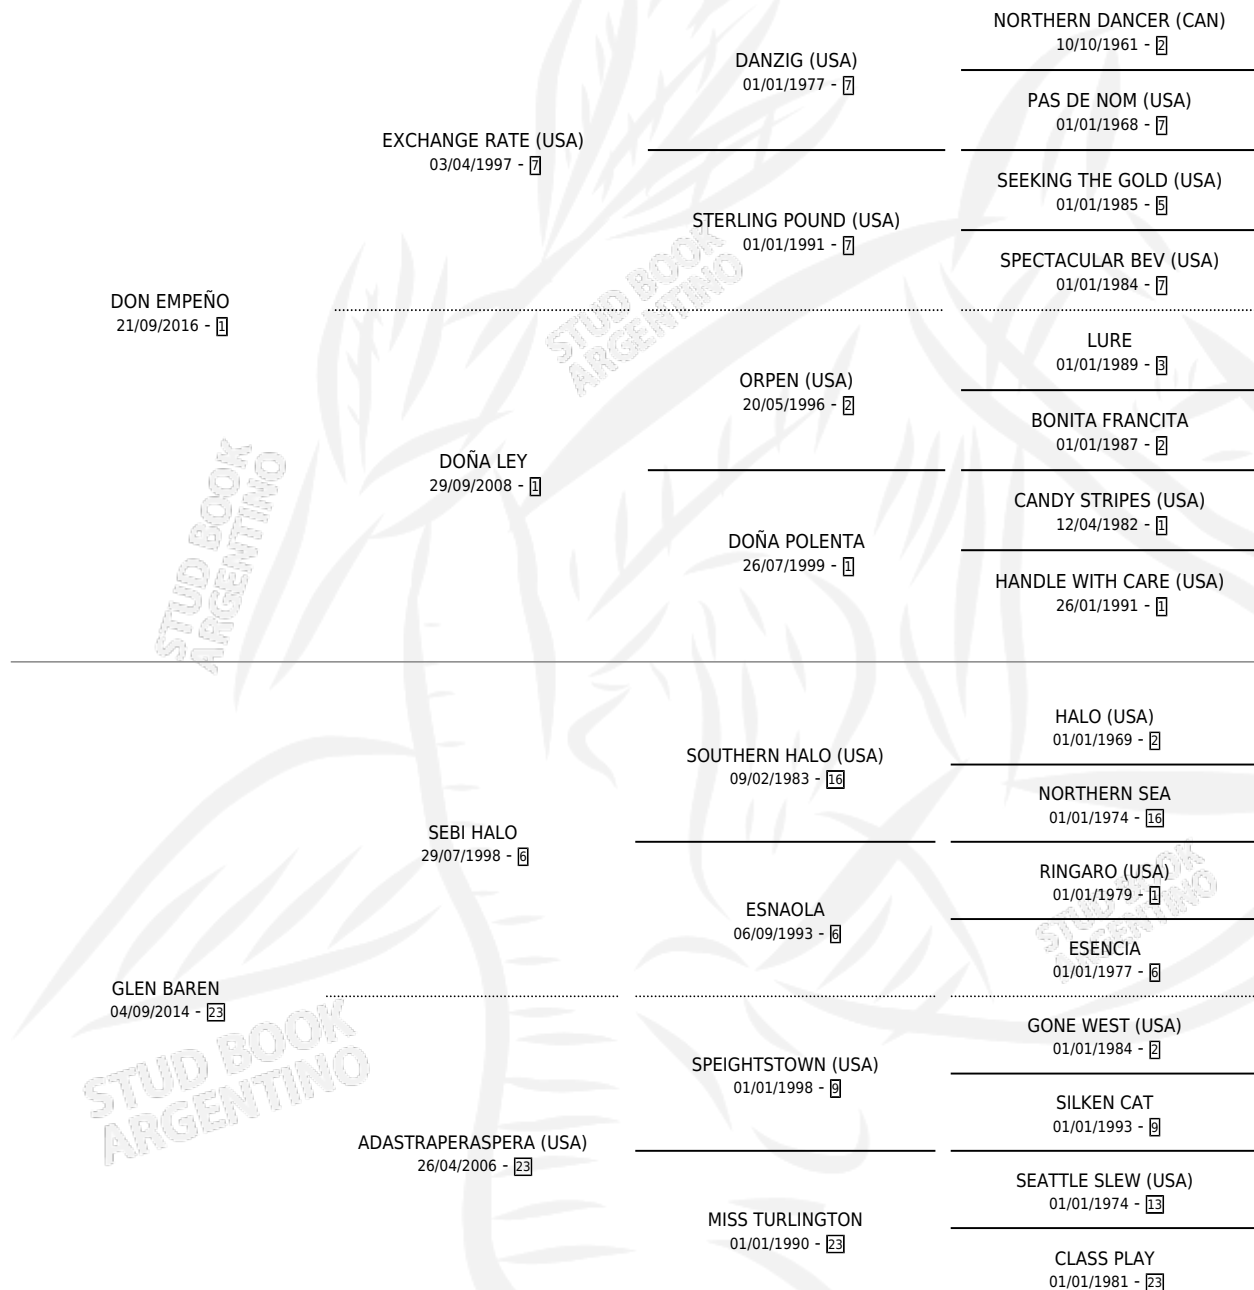 NORTHERN DANCER (CAN)
10/10/1961 - 2
DANZIG (USA)
01/01/1977 - 7
PAS DE NOM (USA)
01/01/1968 - 7
EXCHANGE RATE (USA)
03/04/1997 - 7
SEEKING THE GOLD (USA)
01/01/1985 - 5
STERLING POUND (USA)
01/01/1991 - 7
SPECTACULAR BEV (USA)
01/01/1984 - 7
DON EMPEÑO
21/09/2016 - 1
STUD BOOK
ARGENTINO
LURE
01/01/1989 - 3
ORPEN (USA)
20/05/1996 - 2
BONITA FRANCITA
01/01/1987 - 2
DOÑA LEY
29/09/2008 - 1
CANDY STRIPES (USA)
12/04/1982 - 1
DOÑA POLENTA
26/07/1999 - 1
HANDLE WITH CARE (USA)
26/01/1991 - 1
STUD BOOK
ARGENTINO
HALO (USA)
01/01/1969 - 2
SOUTHERN HALO (USA)
09/02/1983 - 16
NORTHERN SEA
01/01/1974 - 16
SEBI HALO
29/07/1998 - 6
RINGARO (USA)
01/01/1979 - 1
ESNAOLA
06/09/1993 - 6
ESENCIA
01/01/1977 - 6
STUD BOOK
ARGENTINO
GLEN BAREN
04/09/2014 - 23
GONE WEST (USA)
01/01/1984 - 2
SPEIGHTSTOWN (USA)
01/01/1998 - 9
SILKEN CAT
01/01/1993 - 9
STUD BOOK
ARGENTINO
ADASTRAPERASPERA (USA)
26/04/2006 - 23
SEATTLE SLEW (USA)
01/01/1974 - 13
MISS TURLINGTON
01/01/1990 - 23
CLASS PLAY
01/01/1981 - 23